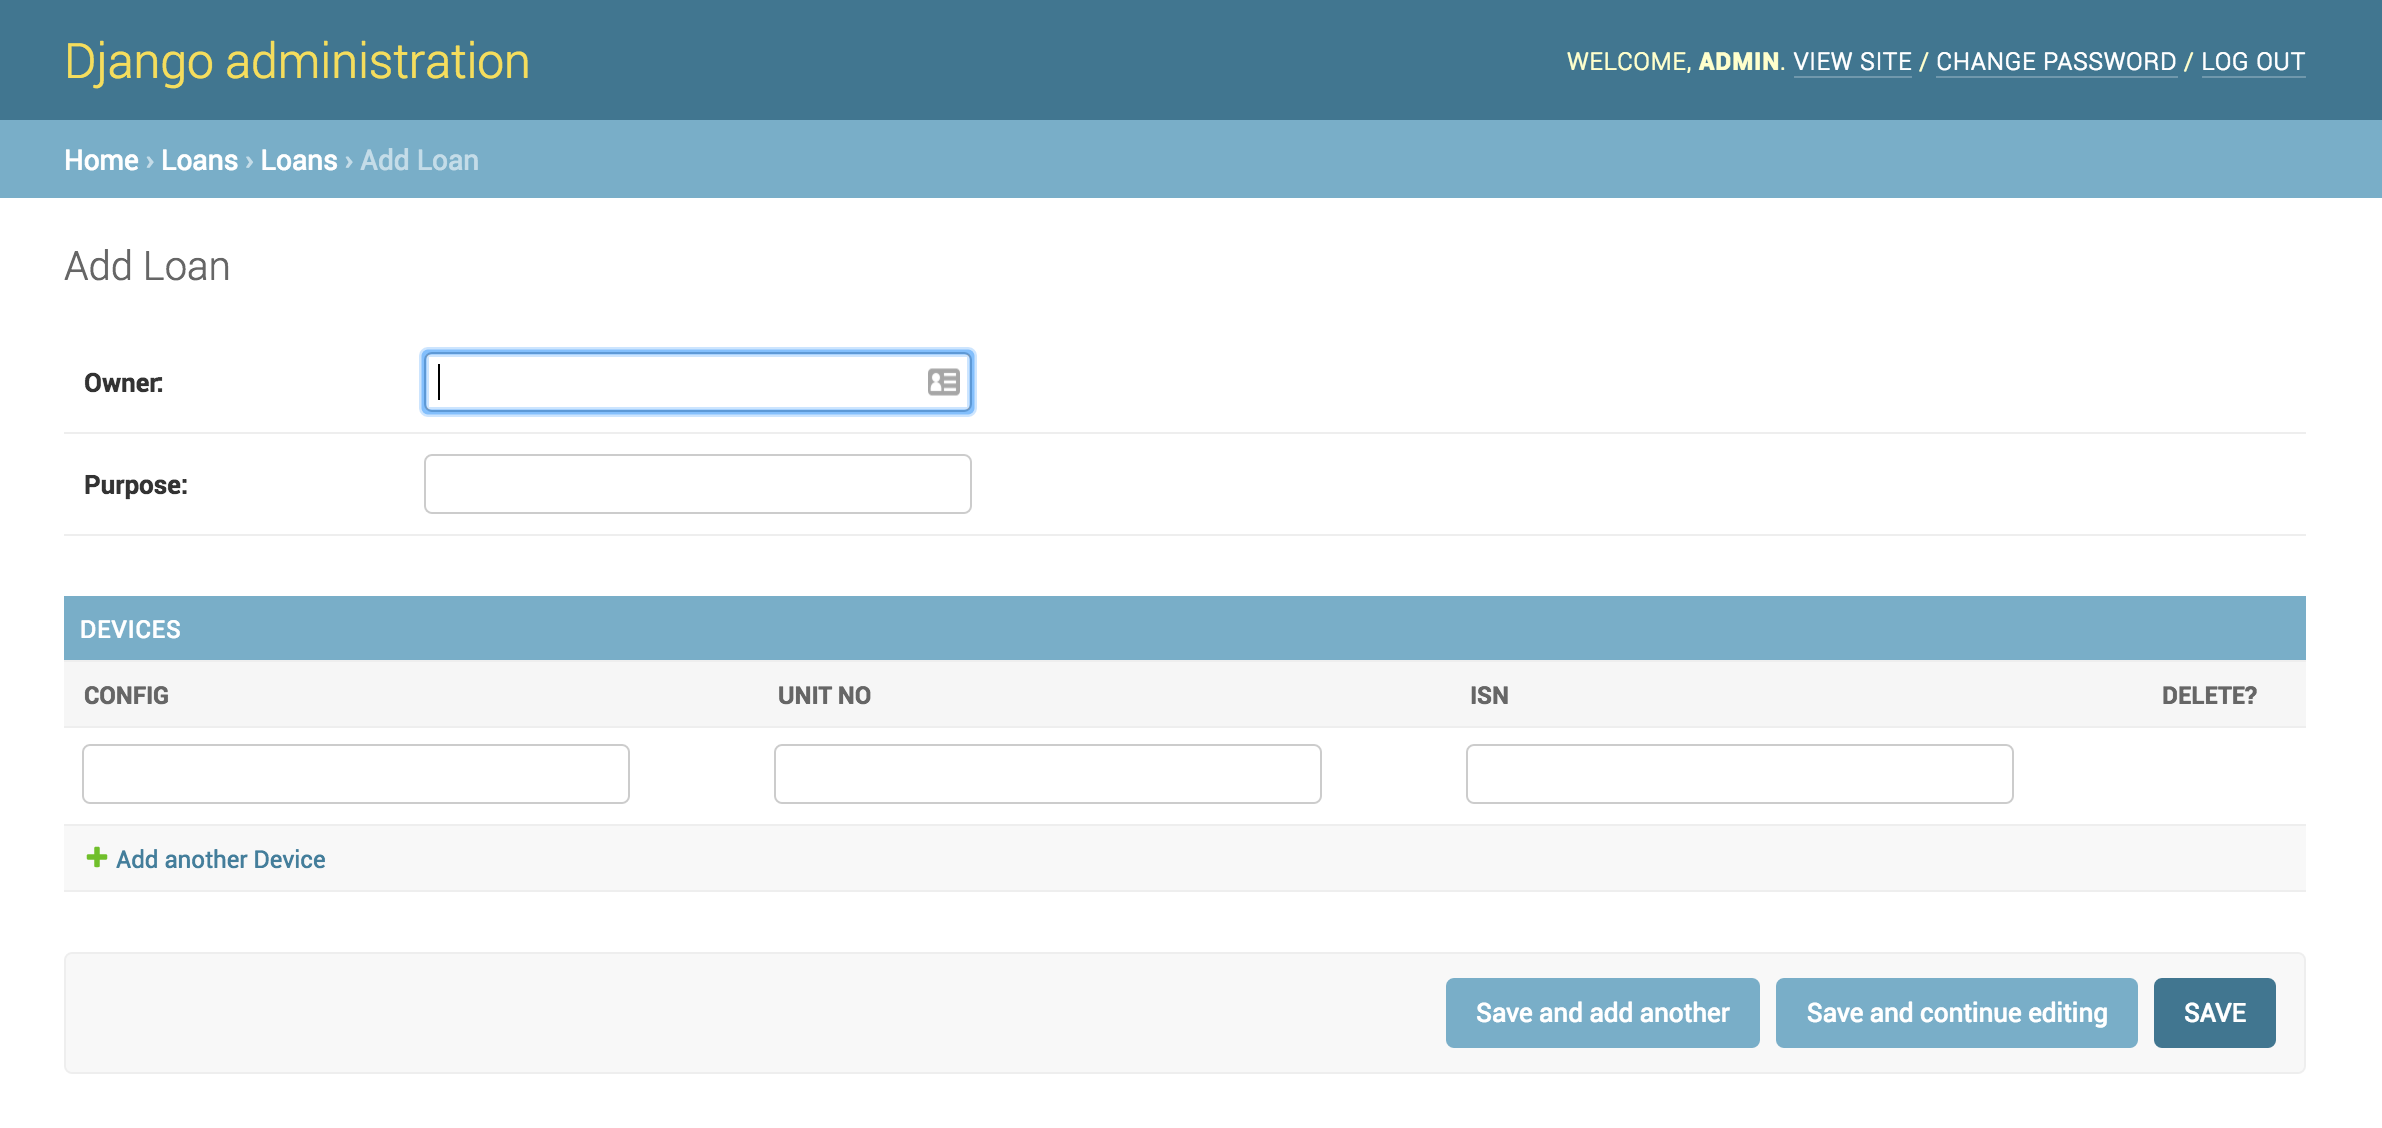 Django administration
WELCOME, ADMIN. VIEW SITE / CHANGE PASSWORD / LOG OUT
Home › Loans › Loans › Add Loan
Add Loan
Owner:
Purpose:
DEVICES
CONFIG UNIT NO ISN DELETE?
Add another Device
Save and add another Save and continue editing SAVE